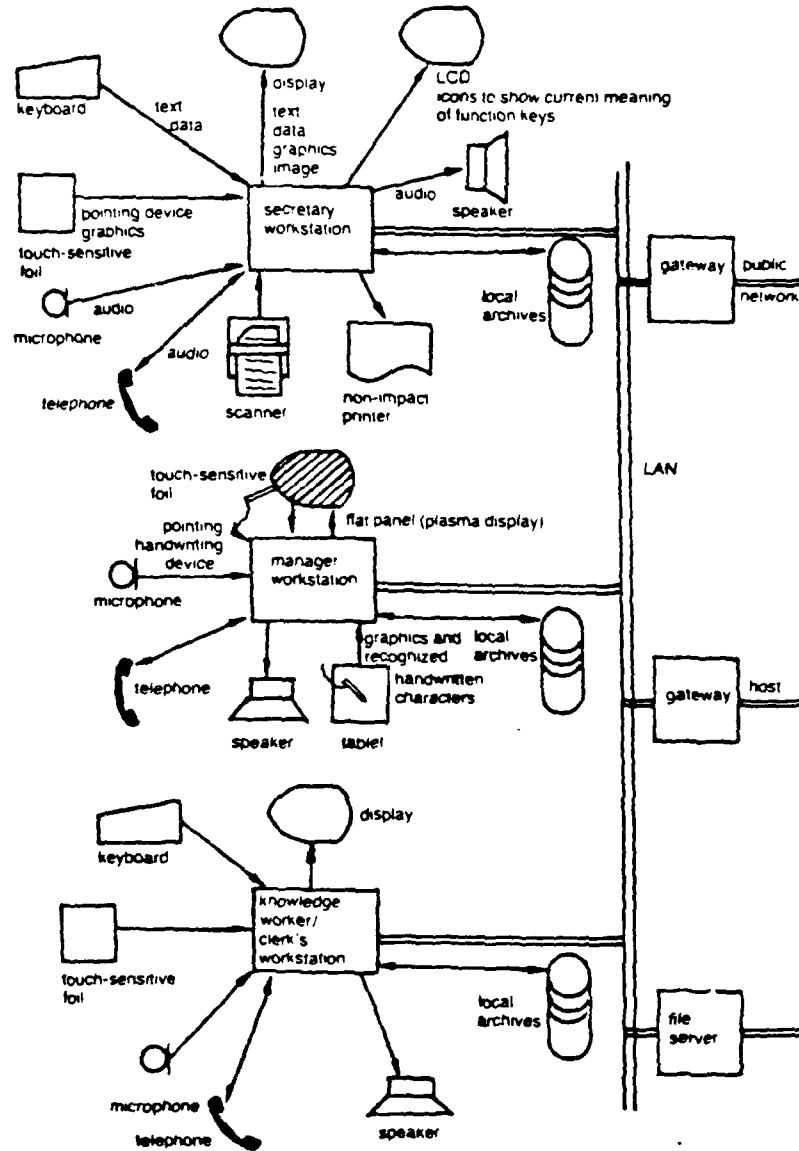 keyboard
text
data
display
text
data
graphics
image
LCD
icons to show current meaning
of function keys
audio
speaker
pointing device
graphics
touch-sensitive
foil
secretary
workstation
audio
microphone
audio
telephone
scanner
non-impact
printer
local
archives
gateway
public
network
LAN
touch-sensitive
foil
flat panel (plasma display)
pointing
handwriting
device
microphone
manager
workstation
telephone
speaker
graphics and
recognized
handwritten
characters
tablet
local
archives
gateway
host
keyboard
display
knowledge
worker/
clerk's
workstation
touch-sensitive
foil
microphone
telephone
speaker
local
archives
file
server